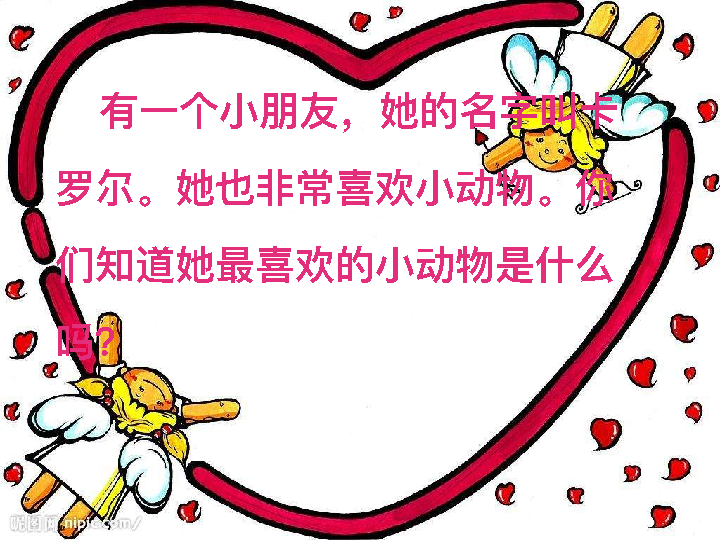 有一个小朋友，她的名字叫卡
罗尔。她也非常喜欢小动物。你
们知道她最喜欢的小动物是什么
吗？
昵图网 nipic.com/